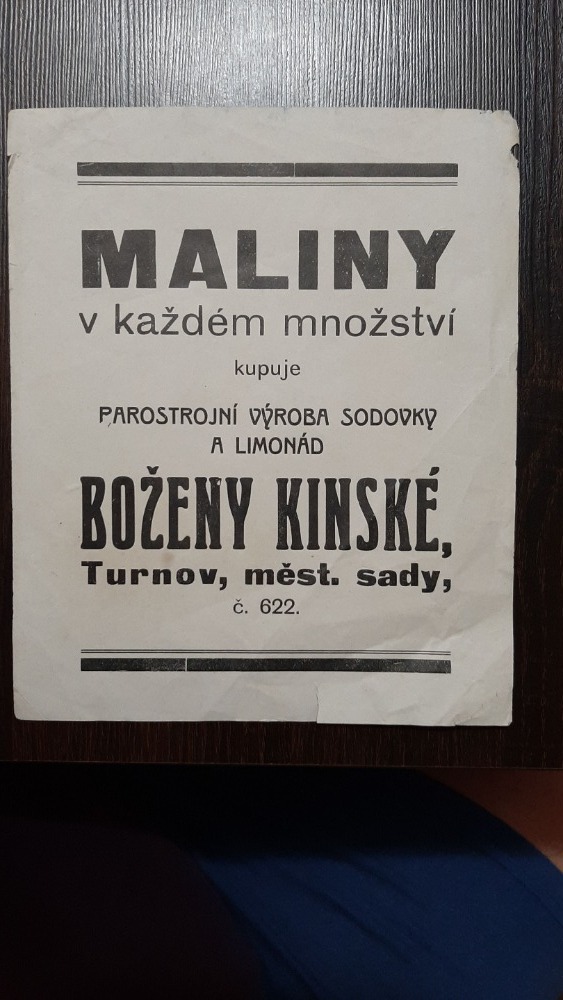 MALINY
v každém množství
kupuje
PAROSTROJNÍ VÝROBA SODOVKY
A LIMONÁD
BOŽENY KINSKÉ,
Turnov, měst. sady,
č. 622.